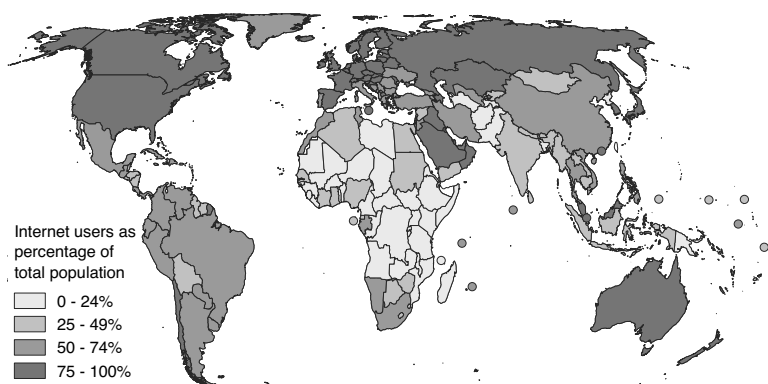 Internet users as
percentage of
total population
0 - 24%
25 - 49%
50 - 74%
75 - 100%